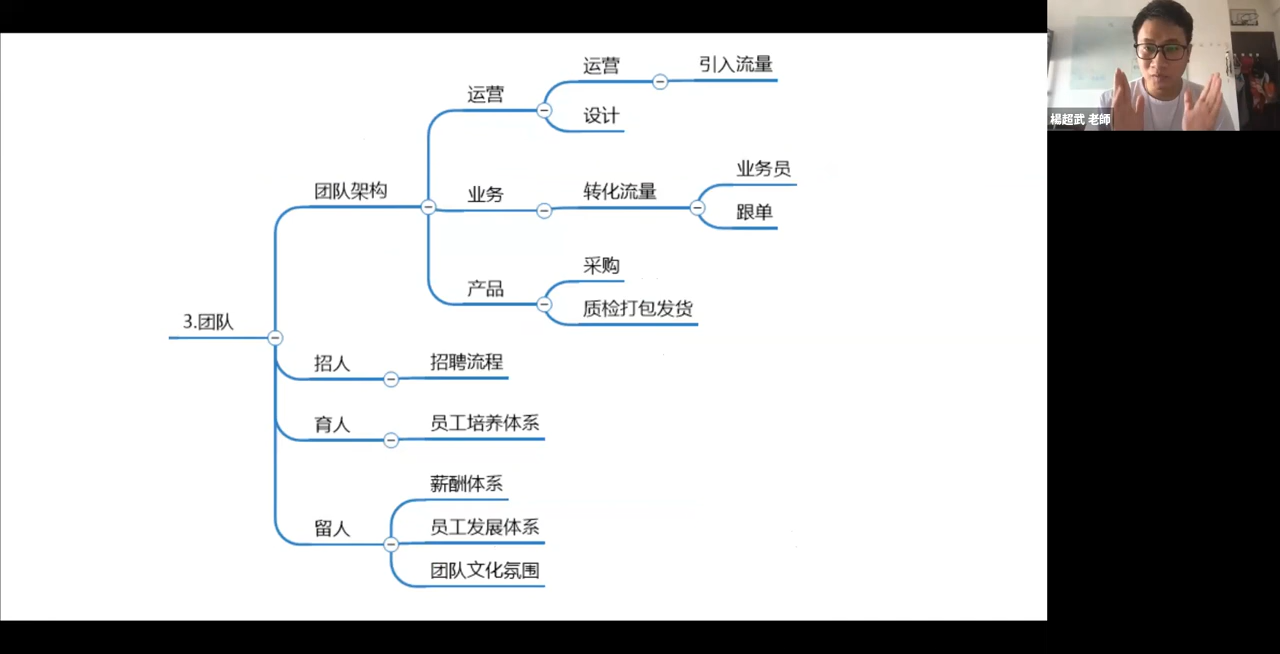 3.团队
团队架构
运营
运营
引入流量
设计
业务
转化流量
业务员
跟单
产品
采购
质检打包发货
招人
招聘流程
育人
员工培养体系
留人
薪酬体系
员工发展体系
团队文化氛围
楊超武 老師